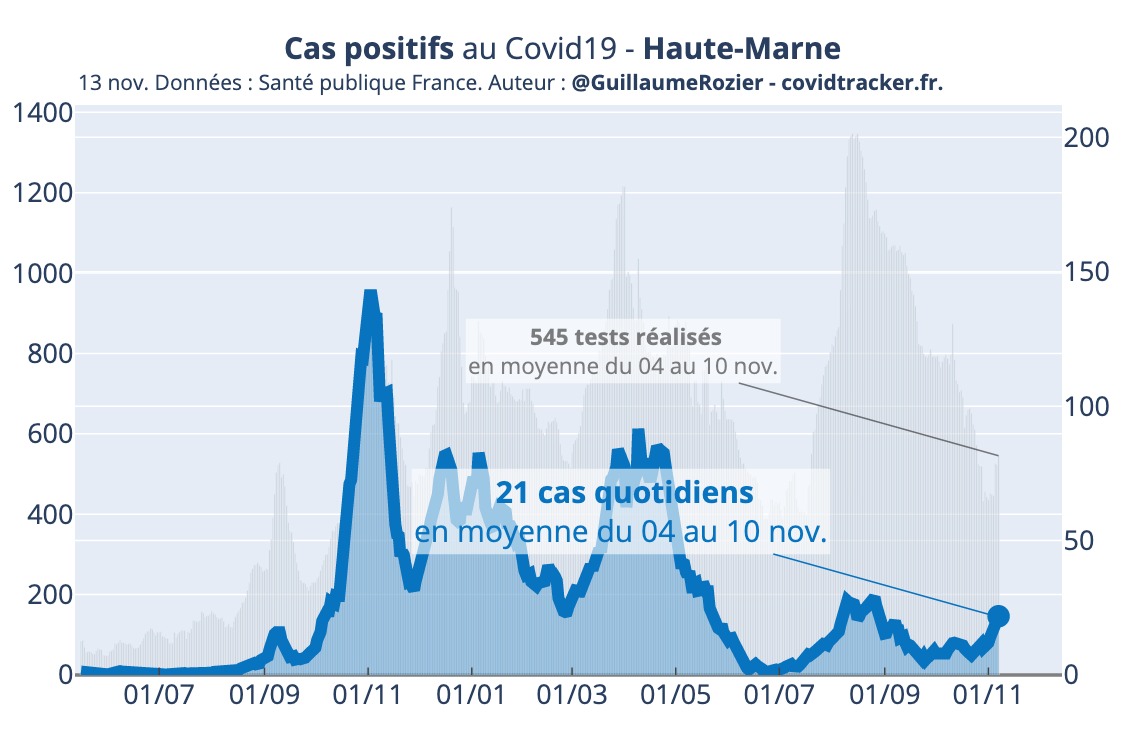 Cas positifs au Covid19 - Haute-Marne
13 nov. Données : Santé publique France. Auteur : @GuillaumeRozier - covidtracker.fr.
1400
1200
1000
800
600
400
200
0
200
150
100
50
0
545 tests réalisés
en moyenne du 04 au 10 nov.
21 cas quotidiens
en moyenne du 04 au 10 nov.
01/07 01/09 01/11 01/01 01/03 01/05 01/07 01/09 01/11